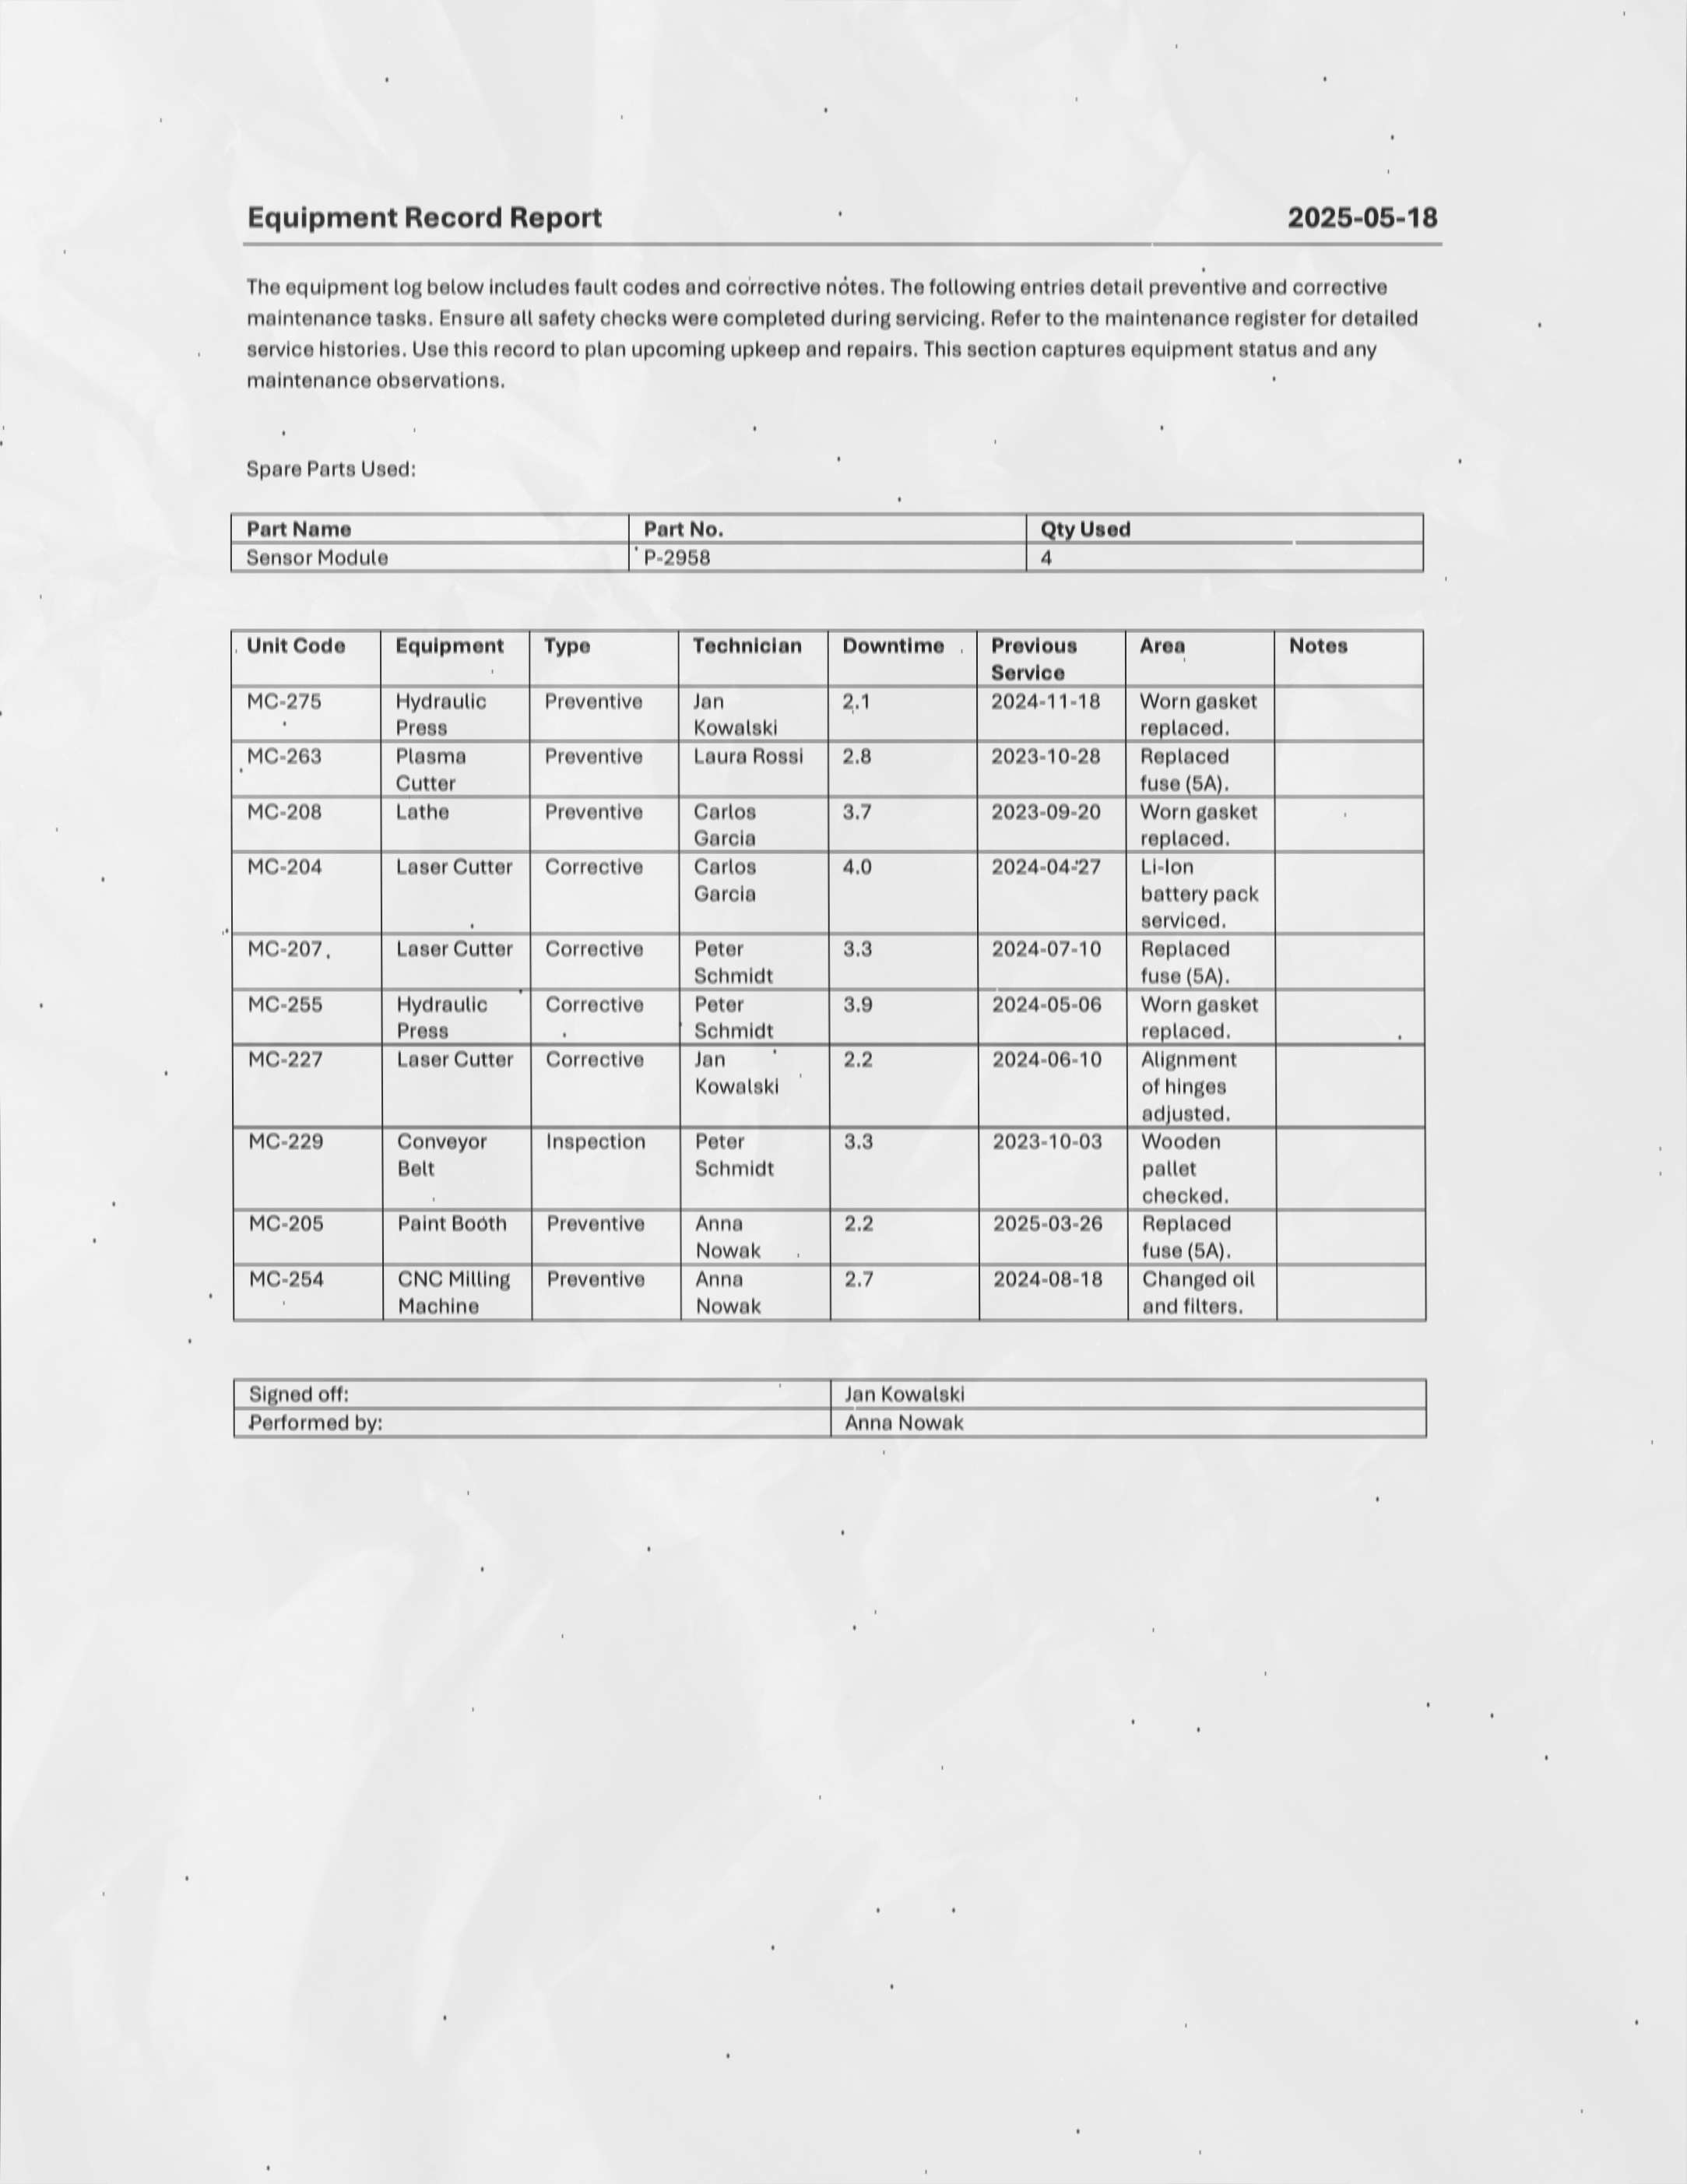 Equipment Record Report 2025-05-18
The equipment log below includes fault codes and corrective notes. The following entries detail preventive and corrective
maintenance tasks. Ensure all safety checks were completed during servicing. Refer to the maintenance register for detailed
service histories. Use this record to plan upcoming upkeep and repairs. This section captures equipment status and any
maintenance observations.
Spare Parts Used:
Part Name Part No. Qty Used
Sensor Module P-2958 4
Unit Code Equipment Type Technician Downtime Previous Area Notes
Service
MC-275 Hydraulic Preventive Jan 2.1 2024-11-18 Worn gasket
Press Kowalski replaced.
MC-263 Plasma Preventive Laura Rossi 2.8 2023-10-28 Replaced
Cutter fuse (5A).
MC-208 Lathe Preventive Carlos 3.7 2023-09-20 Worn gasket
Garcia replaced.
MC-204 Laser Cutter Corrective Carlos 4.0 2024-04-27 Li-Ion
Garcia battery pack
serviced.
MC-207 Laser Cutter Corrective Peter 3.3 2024-07-10 Replaced
Schmidt fuse (5A).
MC-255 Hydraulic Corrective Peter 3.9 2024-05-06 Worn gasket
Press Schmidt replaced.
MC-227 Laser Cutter Corrective Jan 2.2 2024-06-10 Alignment
Kowalski of hinges
adjusted.
MC-229 Conveyor Inspection Peter 3.3 2023-10-03 Wooden
Belt Schmidt pallet
checked.
MC-205 Paint Booth Preventive Anna 2.2 2025-03-26 Replaced
Nowak fuse (5A).
MC-254 CNC Milling Preventive Anna 2.7 2024-08-18 Changed oil
Machine Nowak and filters.
Signed off: Jan Kowalski
Performed by: Anna Nowak